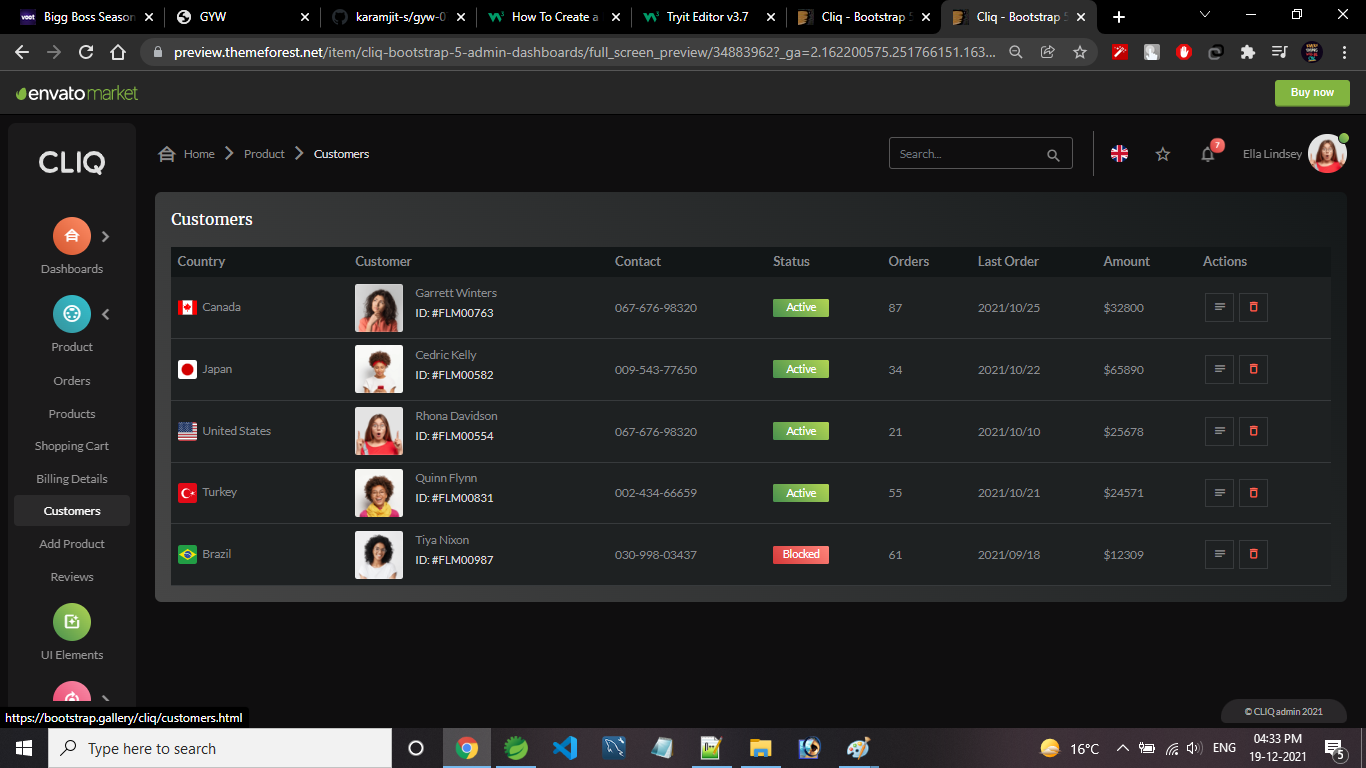 Bigg Boss Season
GYW
karamjit-s/gyw-0
How To Create a
Tryit Editor v3.7
Cliq - Bootstrap 5
Cliq - Bootstrap 5
preview.themeforest.net/item/cliq-bootstrap-5-admin-dashboards/full_screen_preview/34883962?_ga=2.162200575.251766151.163...
envato market
Buy now
CLIQ
Home
Product
Customers
Search...
7
Ella Lindsey
Dashboards
Product
Orders
Products
Shopping Cart
Billing Details
Customers
Add Product
Reviews
UI Elements
Customers
Country Customer Contact Status Orders Last Order Amount Actions
Canada Garrett Winters 067-676-98320 Active 87 2021/10/25 $32800
ID: #FLM00763
Japan Cedric Kelly 009-543-77650 Active 34 2021/10/22 $65890
ID: #FLM00582
United States Rhona Davidson 067-676-98320 Active 21 2021/10/10 $25678
ID: #FLM00554
Turkey Quinn Flynn 002-434-66659 Active 55 2021/10/21 $24571
ID: #FLM00831
Brazil Tiya Nixon 030-998-03437 Blocked 61 2021/09/18 $12309
ID: #FLM00987
© CLIQ admin 2021
https://bootstrap.gallery/cliq/customers.html
Type here to search
16°C
ENG
04:33 PM
19-12-2021
5